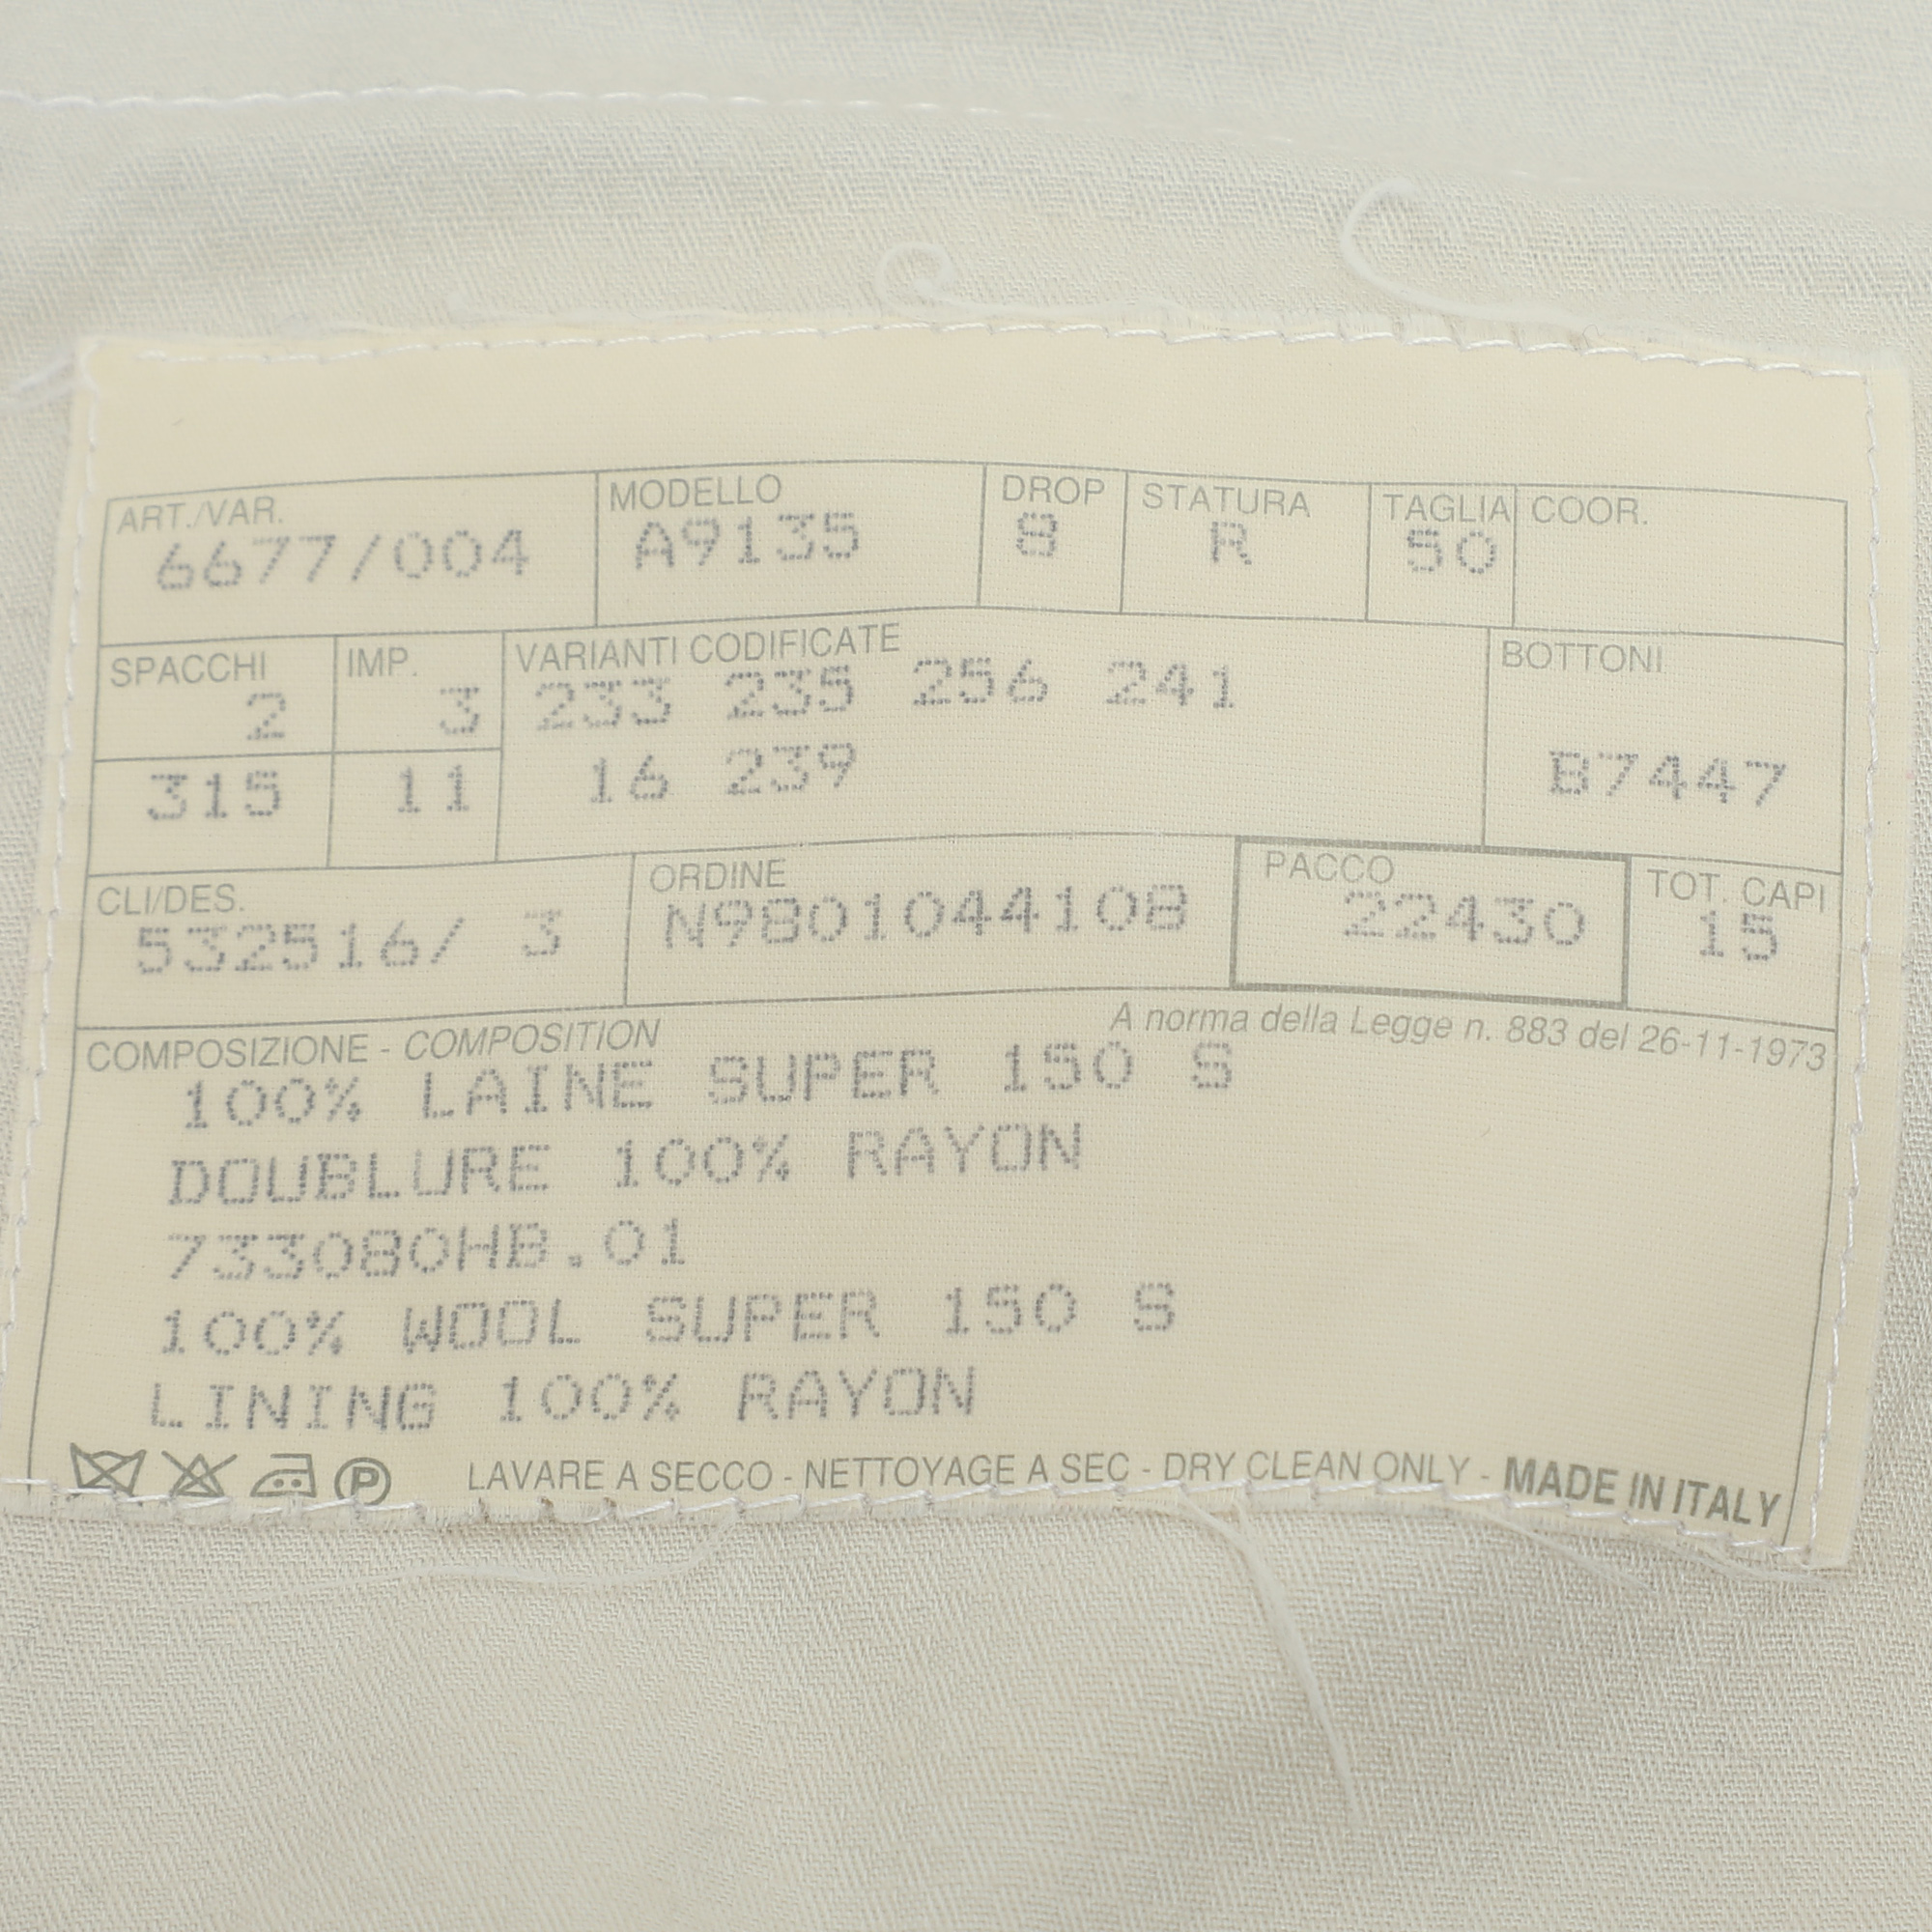 ART./VAR. MODELLO DROP STATURA TAGLIA COOR.
6677/004 A9135 8 R 50
SPACCHI IMP. VARIANTI CODIFICATE BOTTONI
2 3 233 235 256 241
315 11 16 239 B7447
CLI/DES. ORDINE PACCO TOT. CAPI
532516/ 3 N98010441OB 22430 15
COMPOSIZIONE - COMPOSITION A norma della Legge n. 883 del 26-11-1973
100% LAINE SUPER 150 S
DOUBLURE 100% RAYON
733080HB.01
100% WOOL SUPER 150 S
LINING 100% RAYON
P LAVARE A SECCO - NETTOYAGE A SEC - DRY CLEAN ONLY - MADE IN ITALY